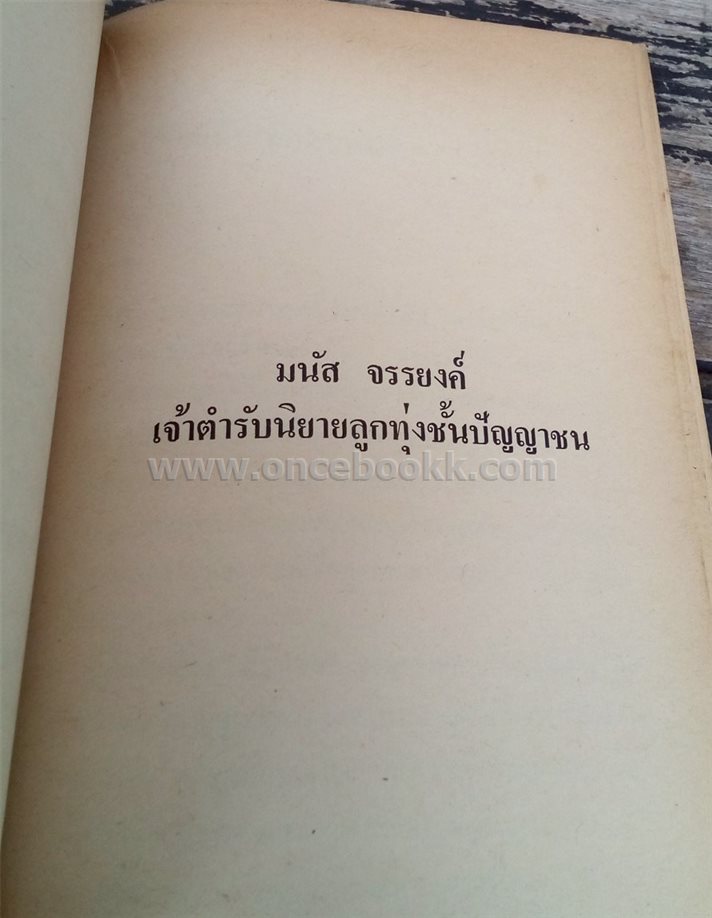 มนัส จรรยงค์
เจ้าตำรับนิยายลูกทุ่งชั้นปัญญาชน
www.oncebookk.com